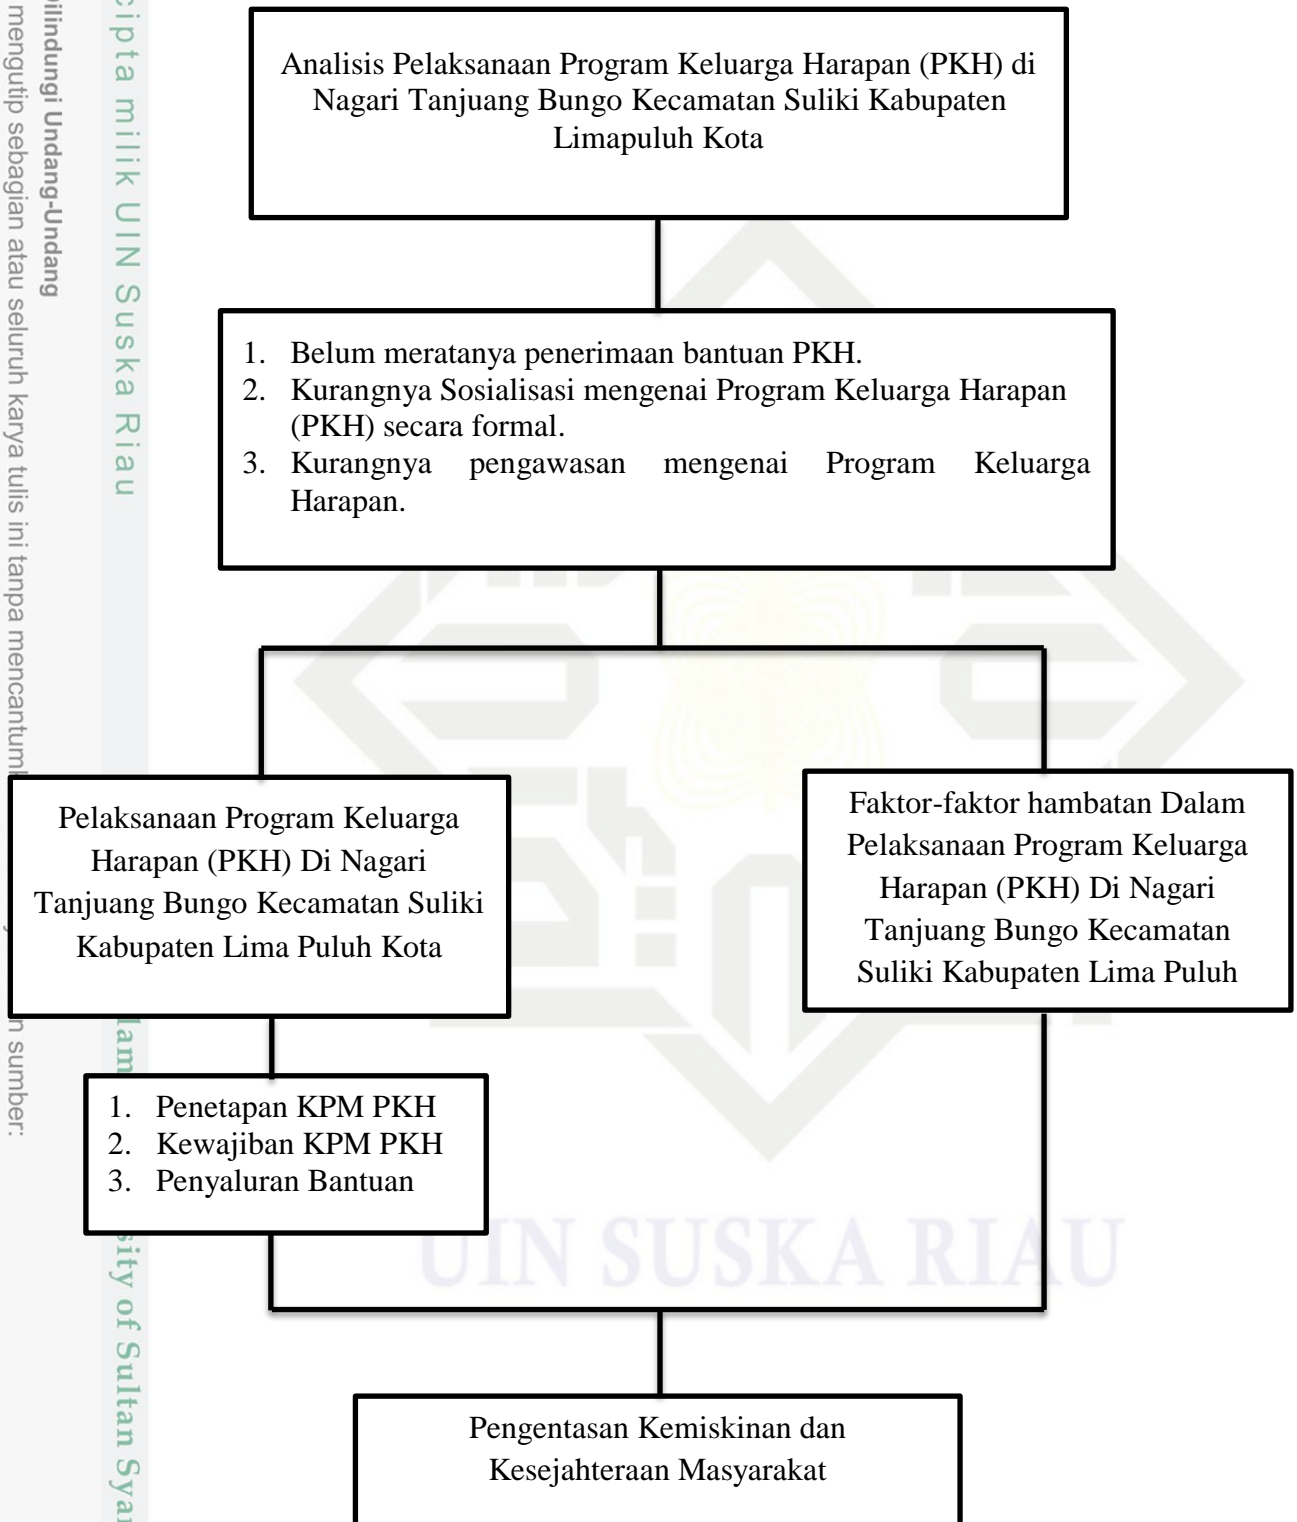 Analisis Pelaksanaan Program Keluarga Harapan (PKH) di
Nagari Tanjuang Bungo Kecamatan Suliki Kabupaten
Limapuluh Kota
1. Belum meratanya penerimaan bantuan PKH.
2. Kurangnya Sosialisasi mengenai Program Keluarga Harapan
(PKH) secara formal.
3. Kurangnya pengawasan mengenai Program Keluarga
Harapan.
Pelaksanaan Program Keluarga
Harapan (PKH) Di Nagari
Tanjuang Bungo Kecamatan Suliki
Kabupaten Lima Puluh Kota
Faktor-faktor hambatan Dalam
Pelaksanaan Program Keluarga
Harapan (PKH) Di Nagari
Tanjuang Bungo Kecamatan
Suliki Kabupaten Lima Puluh
1. Penetapan KPM PKH
2. Kewajiban KPM PKH
3. Penyaluran Bantuan
Pengentasan Kemiskinan dan
Kesejahteraan Masyarakat
UIN SUSKA RIAU
milik UIN Suska Riau
of Sultan
Undang-Undang
mengutip sebagian atau seluruh karya tulis ini tanpa
sumber: